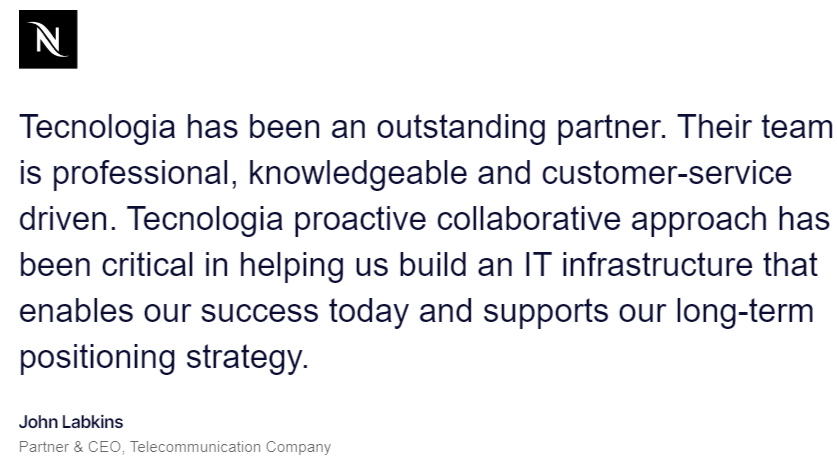 N
Tecnologia has been an outstanding partner. Their team
is professional, knowledgeable and customer-service
driven. Tecnologia proactive collaborative approach has
been critical in helping us build an IT infrastructure that
enables our success today and supports our long-term
positioning strategy.
John Labkins
Partner & CEO, Telecommunication Company